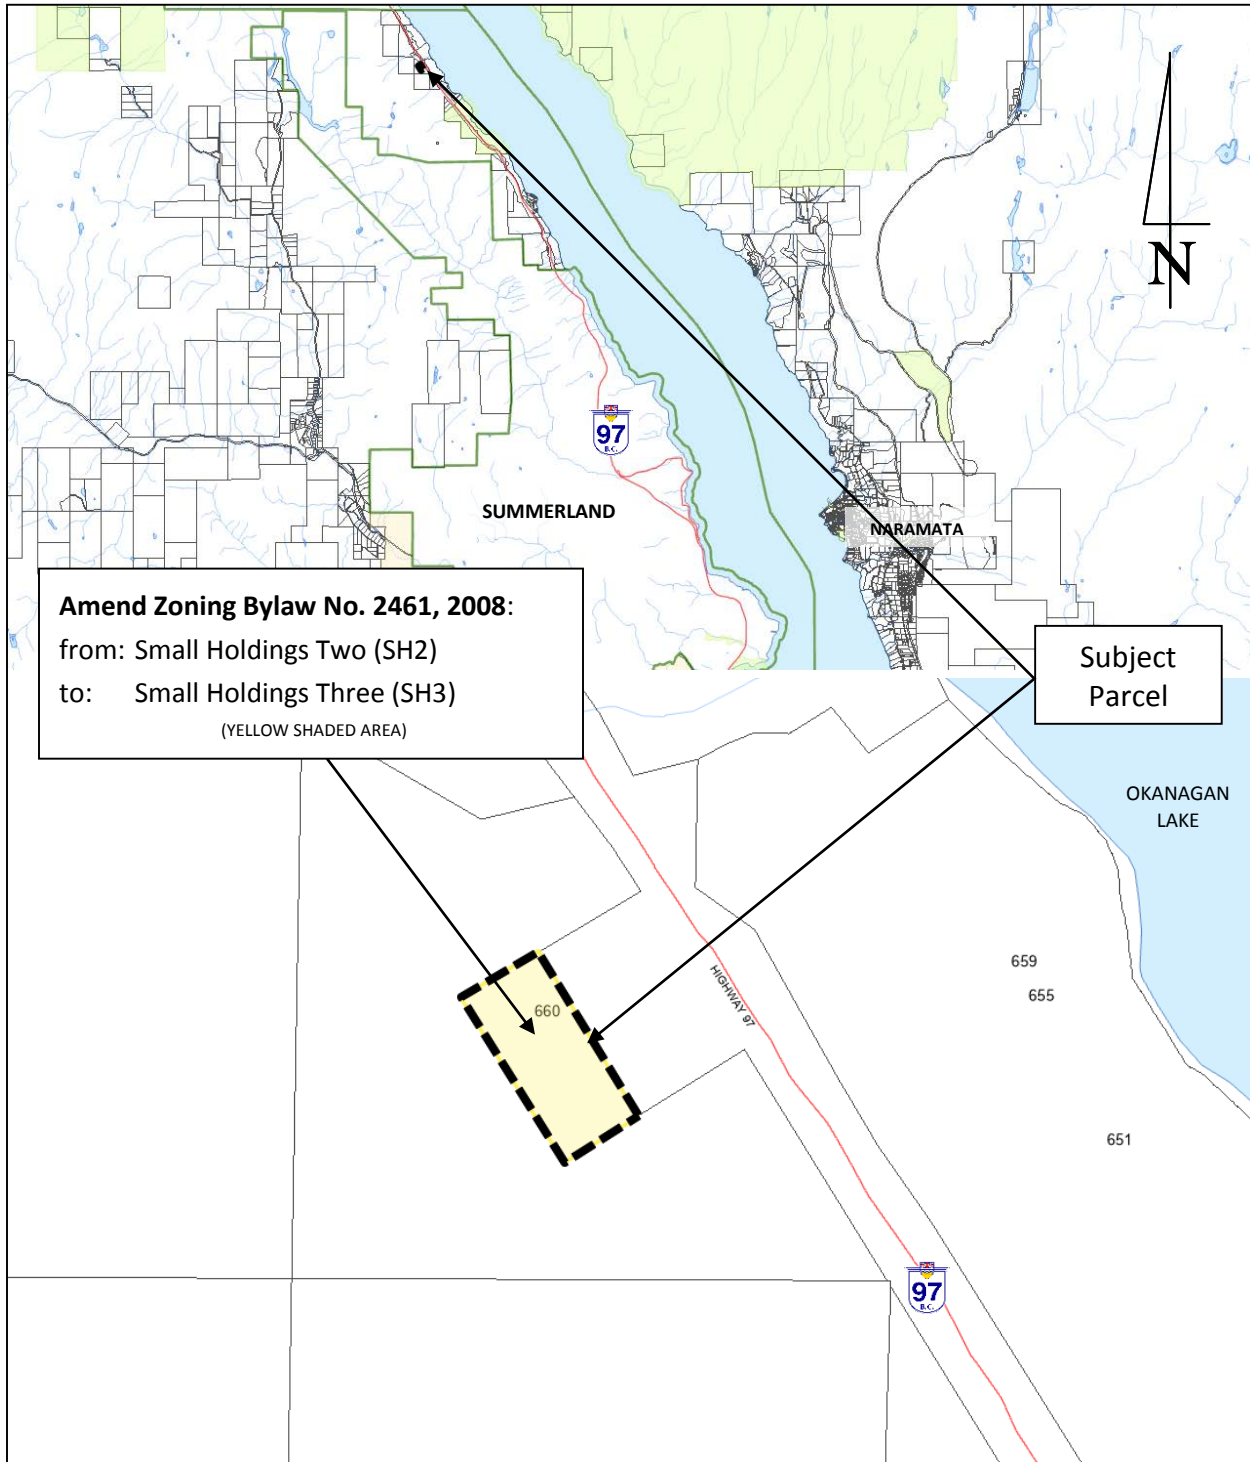 N
97
B.C.
SUMMERLAND
NARAMATA
Amend Zoning Bylaw No. 2461, 2008:
from: Small Holdings Two (SH2)
to: Small Holdings Three (SH3)
(YELLOW SHADED AREA)
Subject
Parcel
OKANAGAN
LAKE
659
655
660
HIGHWAY 97
651
97
B.C.